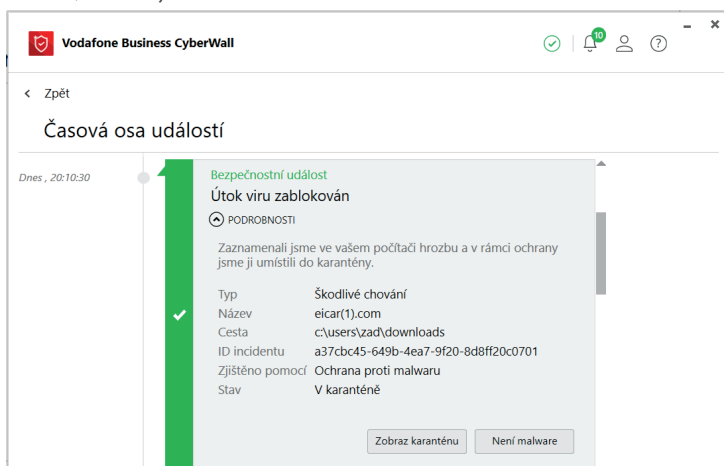 Vodafone Business CyberWall
10
?
Zpět
Časová osa událostí
Dnes , 20:10:30
Bezpečnostní událost
Útok viru zablokován
PODROBNOSTI
Zaznamenali jsme ve vašem počítači hrozbu a v rámci ochrany
jsme ji umístili do karantény.
Typ Škodlivé chování
Název eicar(1).com
Cesta c:\users\zad\downloads
ID incidentu a37cbc45-649b-4ea7-9f20-8d8ff20c0701
Zjištěno pomocí Ochrana proti malwaru
Stav V karanténě
Zobraz karanténu Není malware